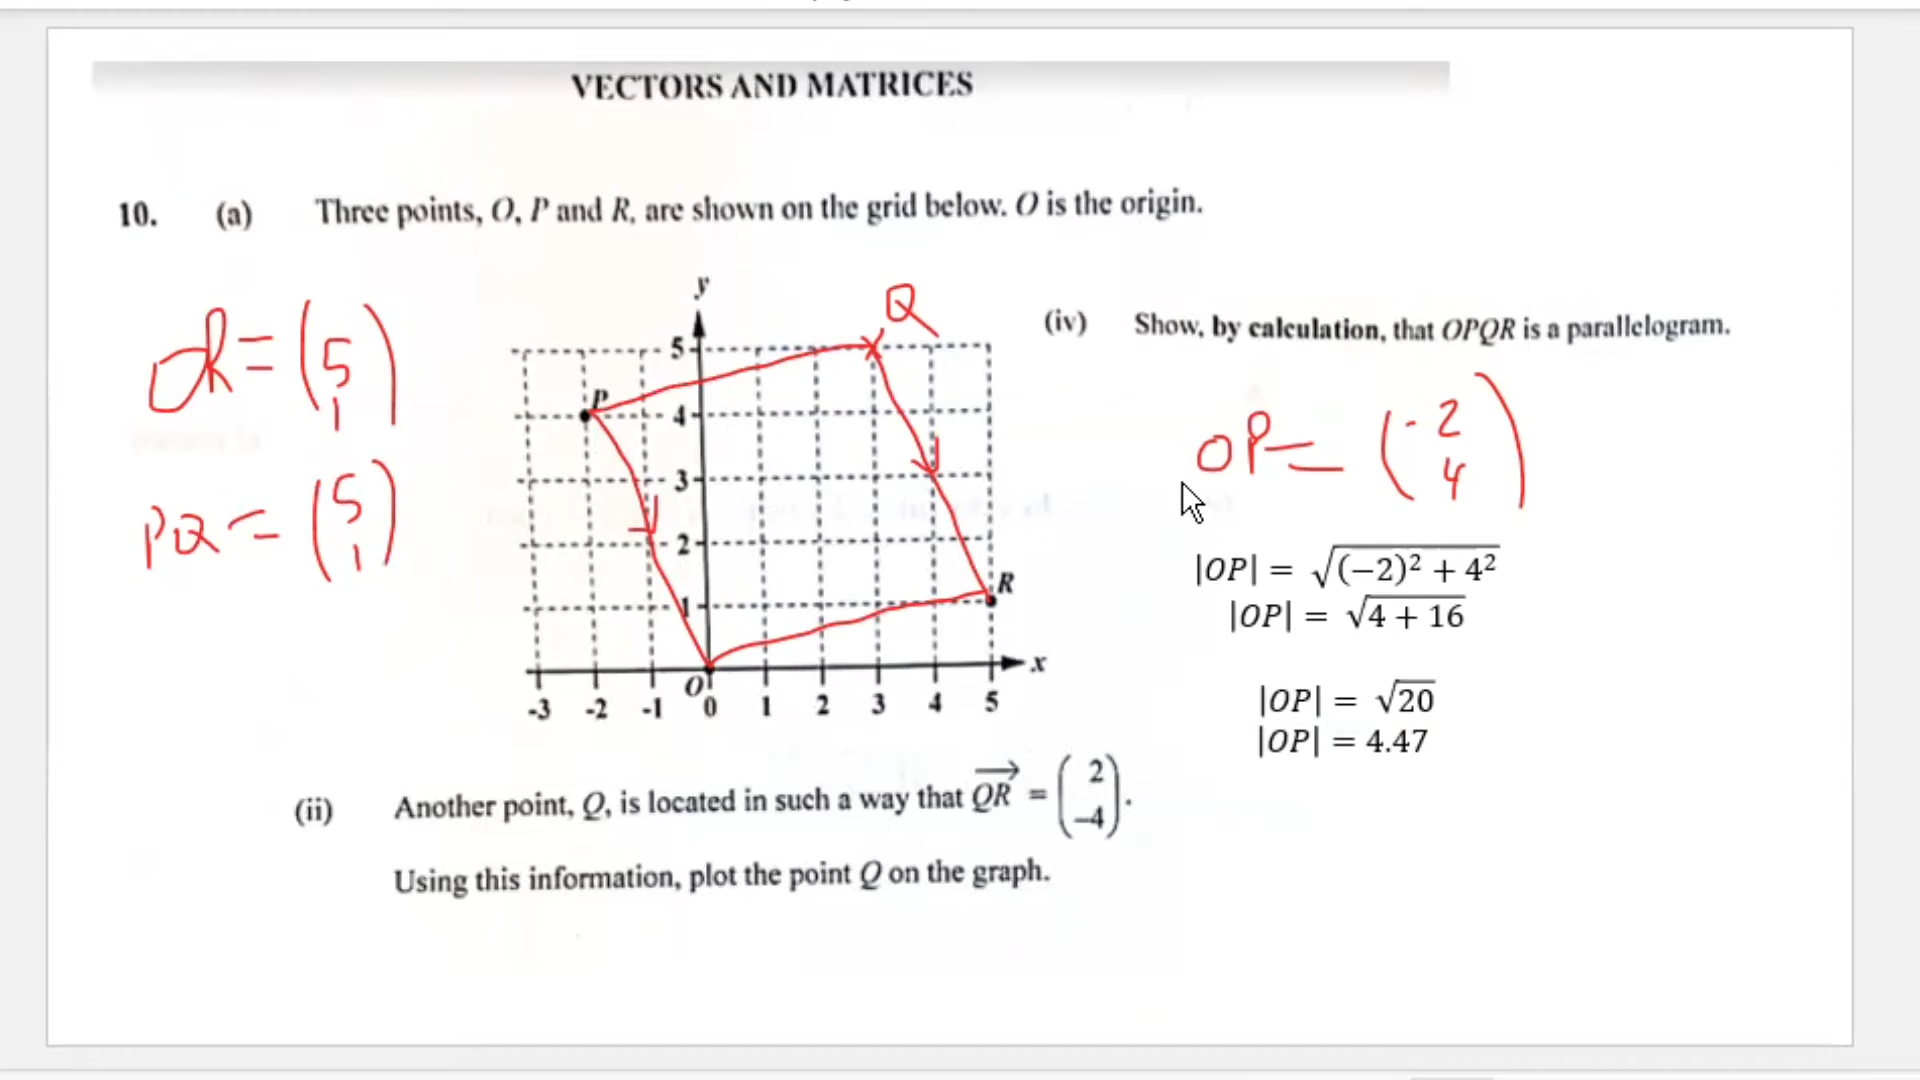 VECTORS AND MATRICES
10. (a) Three points, O, P and R, are shown on the grid below. O is the origin.
OR = (5
1)
PQ = (5
1)
y
Q
5
P
4
3
2
R
1
O
x
-3 -2 -1 0 1 2 3 4 5
(iv) Show, by calculation, that OPQR is a parallelogram.
OP = (-2
4)
|OP| = √(−2)² + 4²
|OP| = √4 + 16
|OP| = √20
|OP| = 4.47
(ii) Another point, Q, is located in such a way that QR⃗ = (2
−4).
Using this information, plot the point Q on the graph.